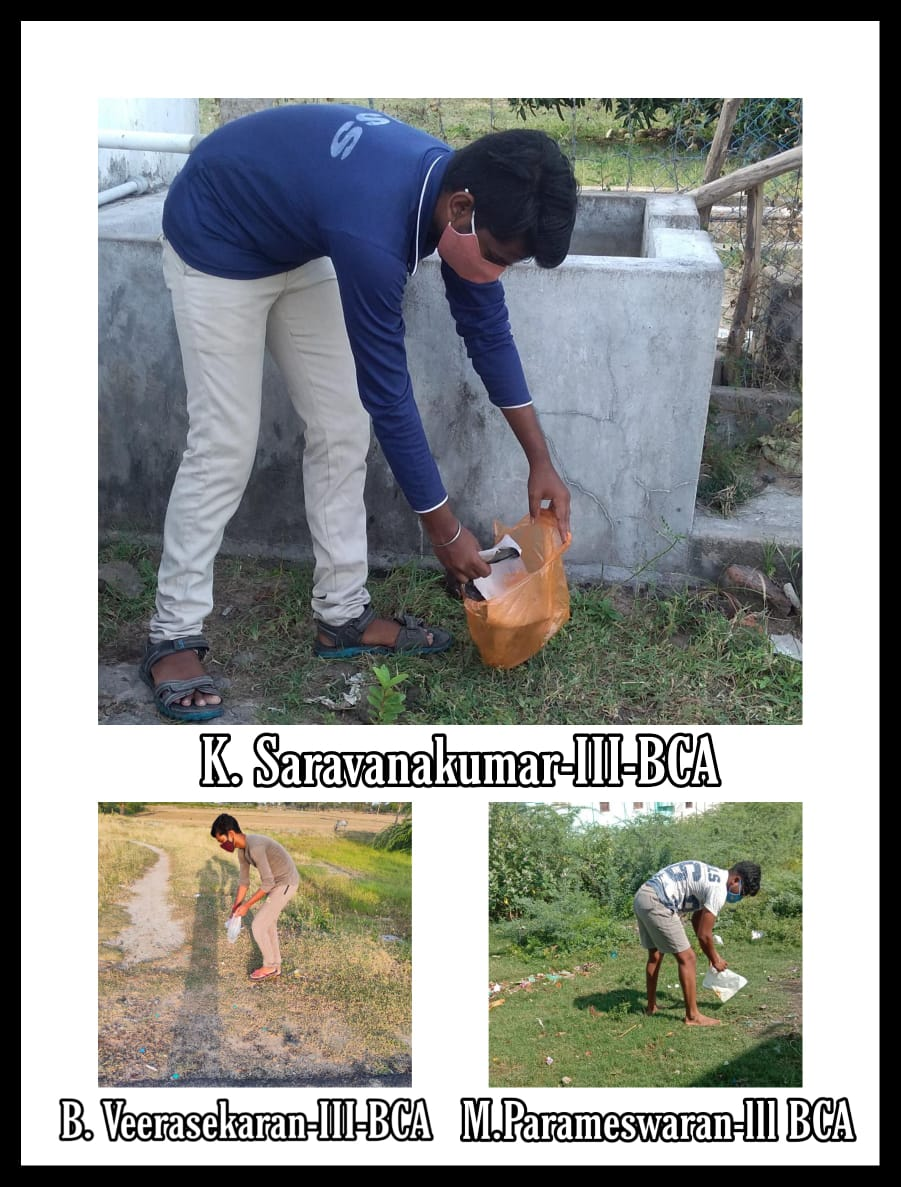 K. Saravanakumar-III-BCA
B. Veerasekaran-III-BCA
M.Parameswaran-III BCA